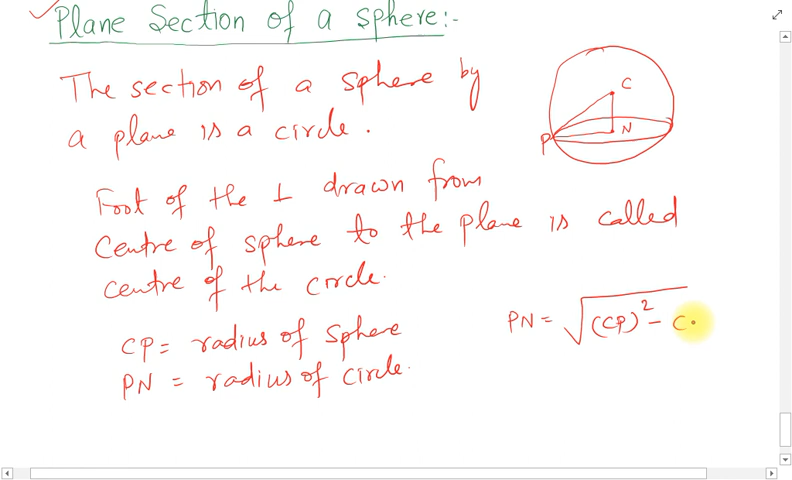 Plane Section of a sphere:-
The section of a sphere by
a plane is a circle.
C
N
P
Foot of the ⊥ drawn from
centre of sphere to the plane is called
centre of the circle.
CP = radius of sphere
PN = radius of circle.
PN = √(CP)² - C